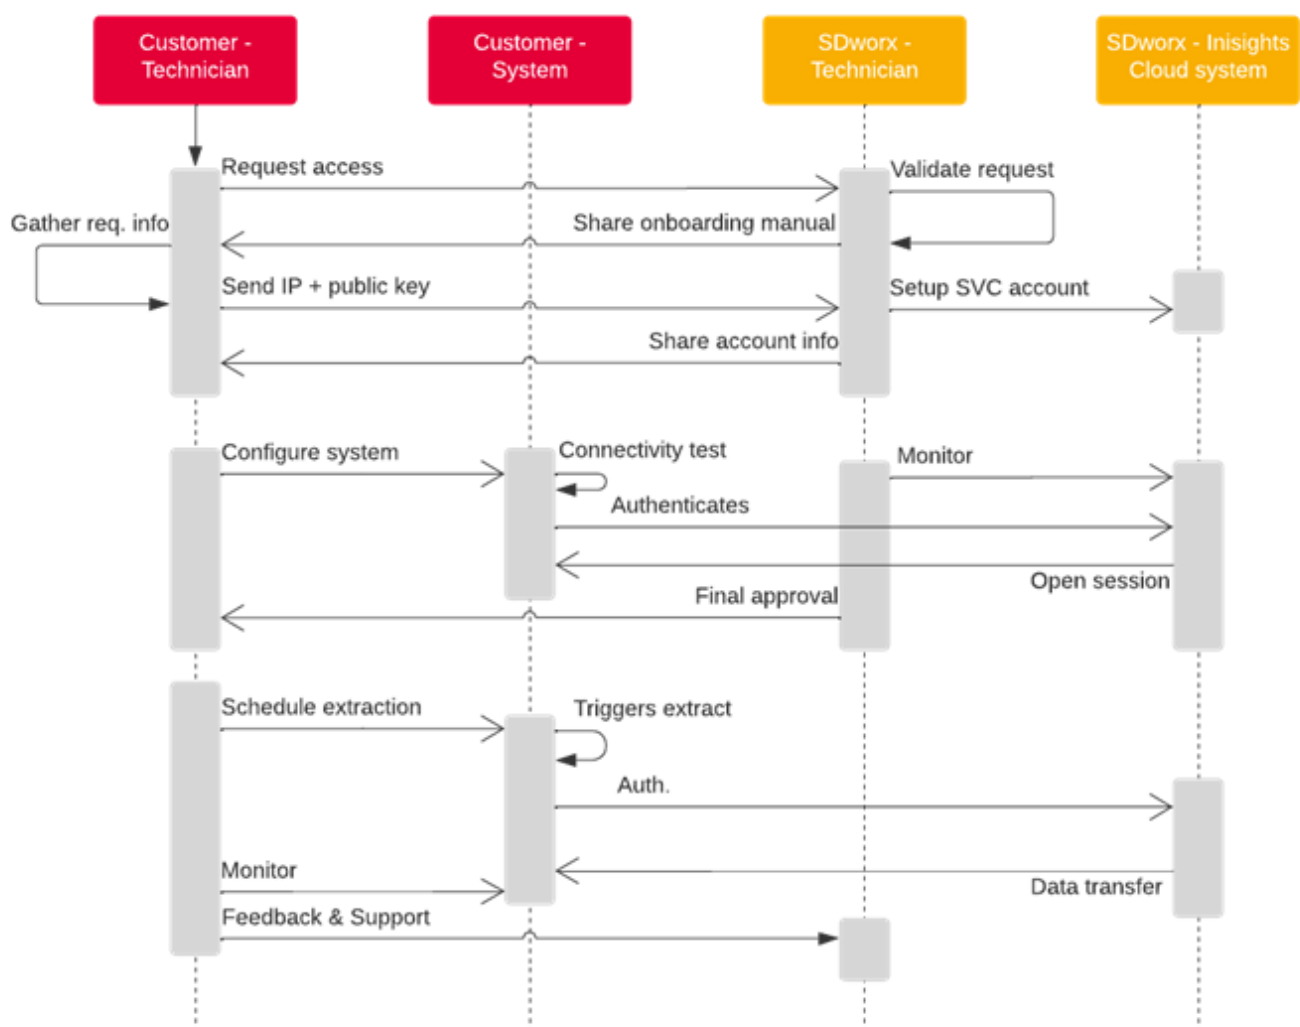 Customer -
Technician
Customer -
System
SDworx -
Technician
SDworx - Inisights
Cloud system
Request access
Validate request
Gather req. info
Share onboarding manual
Send IP + public key
Setup SVC account
Share account info
Configure system
Connectivity test
Monitor
Authenticates
Open session
Final approval
Schedule extraction
Triggers extract
Auth.
Monitor
Data transfer
Feedback & Support